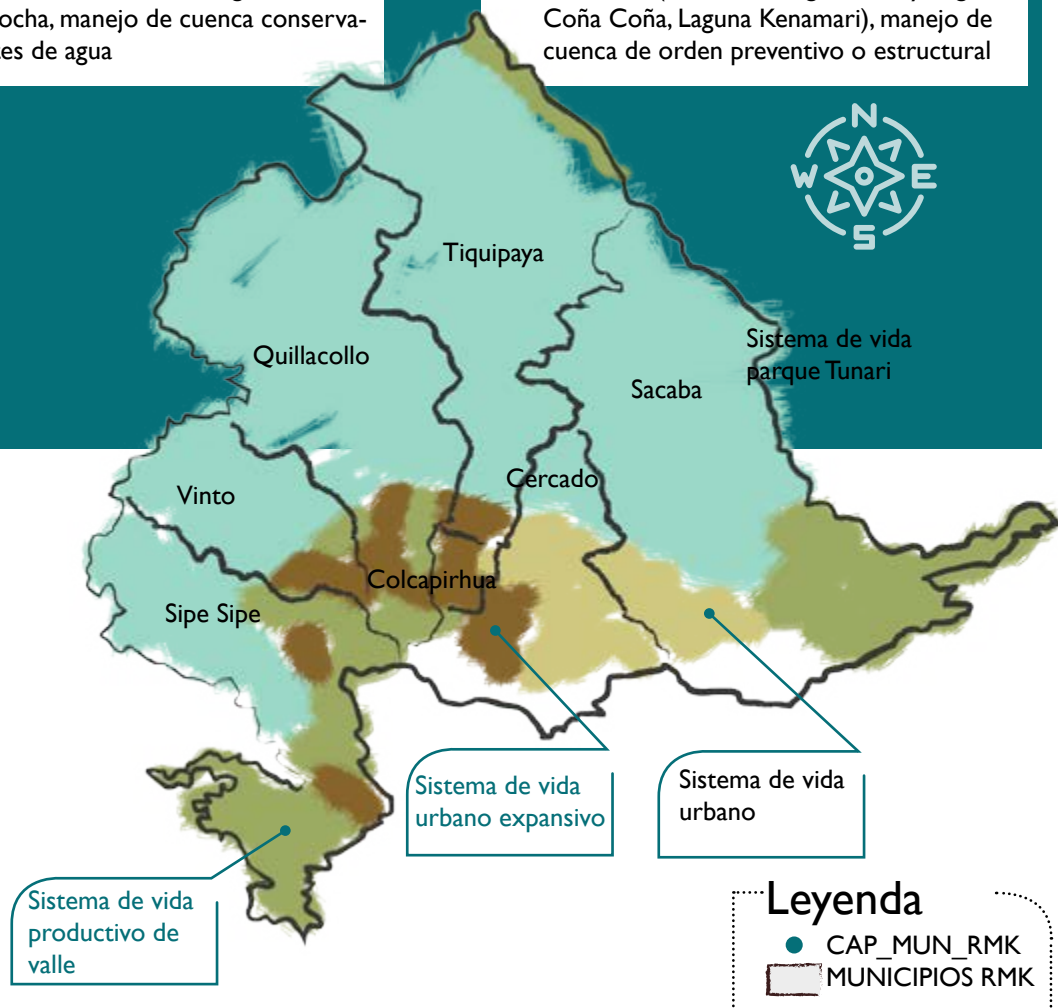 ocha, manejo de cuenca conserva-
es de agua
Coña Coña, Laguna Kenamari), manejo de
cuenca de orden preventivo o estructural
N
W E
S
Tiquipaya
Quillacollo
Sistema de vida
parque Tunari
Sacaba
Cercado
Vinto
Colcapirhua
Sipe Sipe
Sistema de vida
urbano expansivo
Sistema de vida
urbano
Sistema de vida
productivo de
valle
Leyenda
CAP_MUN_RMK
MUNICIPIOS RMK